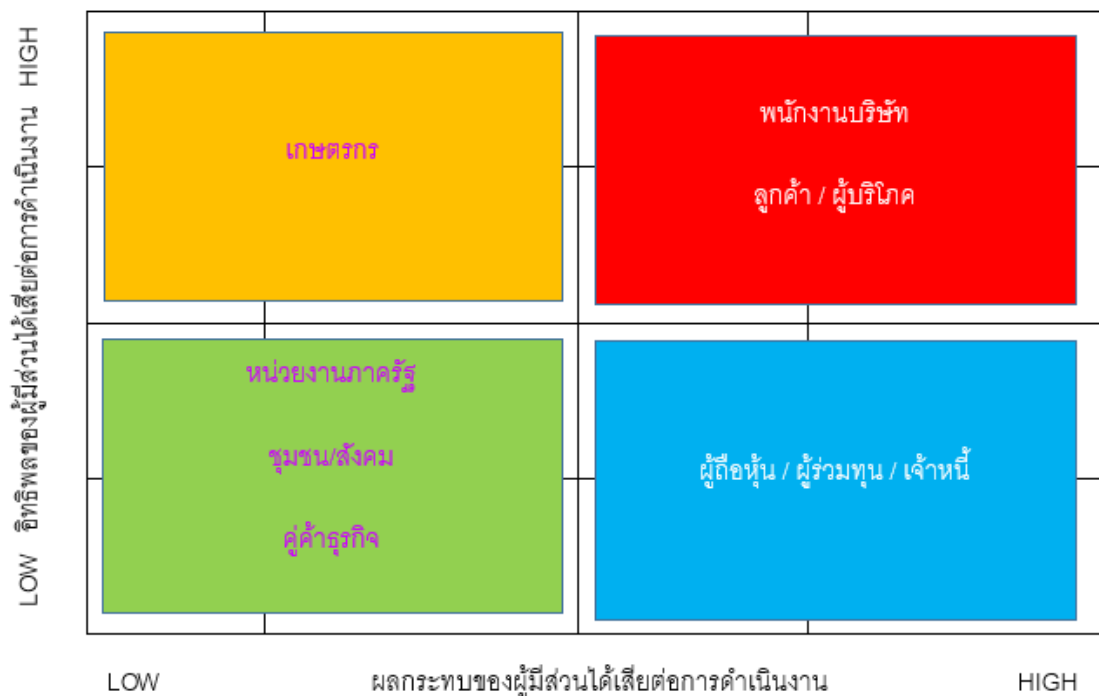 LOW อิทธิพลของผู้มีส่วนได้เสียต่อการดำเนินงาน HIGH
เกษตรกร
พนักงานบริษัท
ลูกค้า / ผู้บริโภค
หน่วยงานภาครัฐ
ชุมชน/สังคม
คู่ค้าธุรกิจ
ผู้ถือหุ้น / ผู้ร่วมทุน / เจ้าหนี้
LOW ผลกระทบของผู้มีส่วนได้เสียต่อการดำเนินงาน HIGH